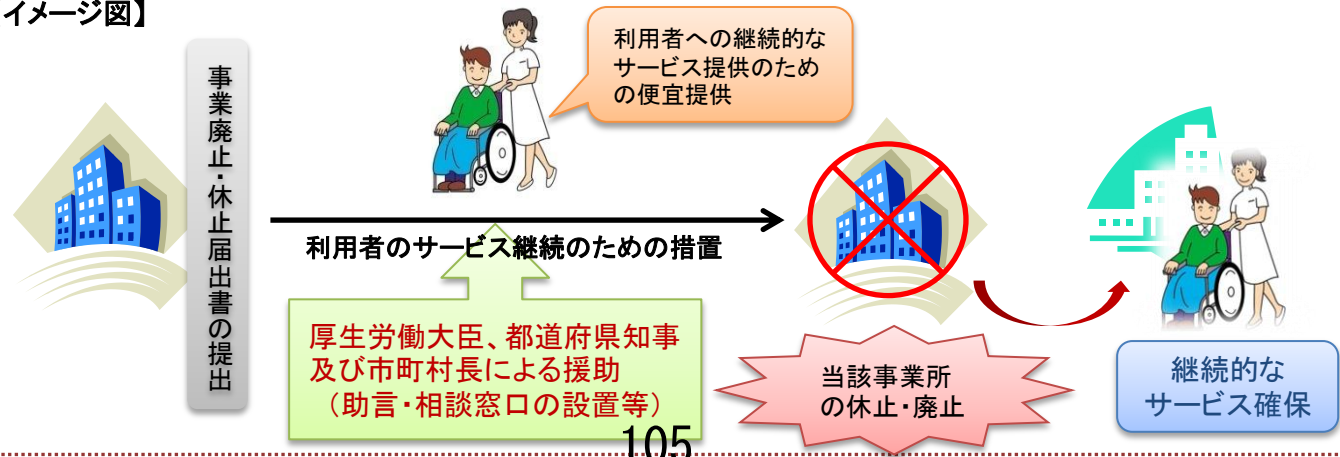 イメージ図】
事業廃止・休止届出書の提出
利用者への継続的な
サービス提供のため
の便宜提供
利用者のサービス継続のための措置
厚生労働大臣、都道府県知事
及び市町村長による援助
（助言・相談窓口の設置等）
当該事業所
の休止・廃止
継続的な
サービス確保
105